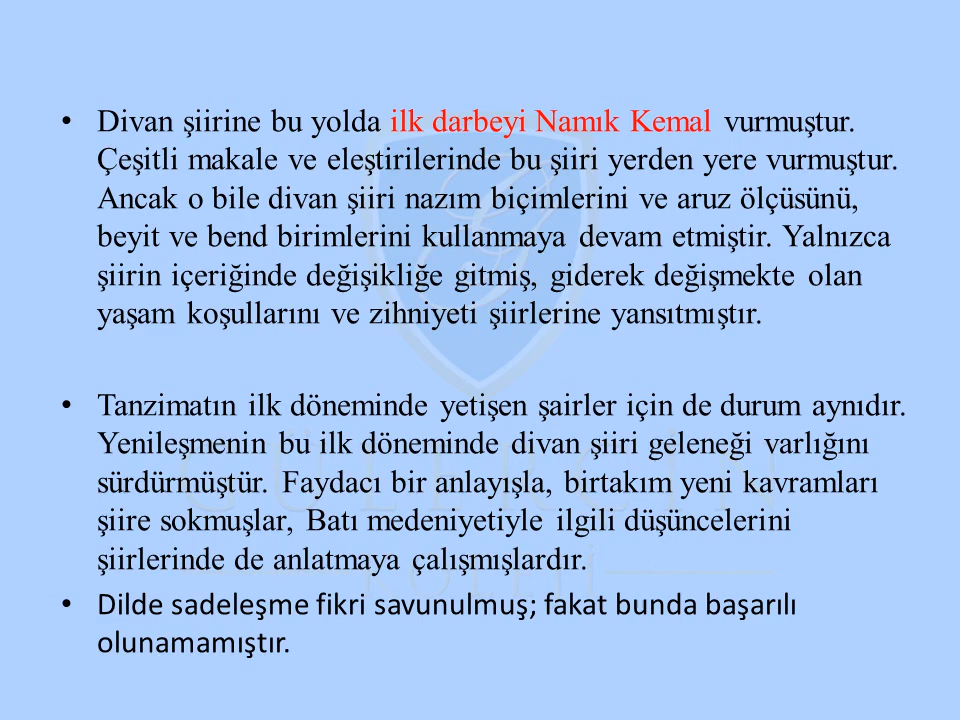 • Divan şiirine bu yolda ilk darbeyi Namık Kemal vurmuştur.
Çeşitli makale ve eleştirilerinde bu şiiri yerden yere vurmuştur.
Ancak o bile divan şiiri nazım biçimlerini ve aruz ölçüsünü,
beyit ve bend birimlerini kullanmaya devam etmiştir. Yalnızca
şiirin içeriğinde değişikliğe gitmiş, giderek değişmekte olan
yaşam koşullarını ve zihniyeti şiirlerine yansıtmıştır.
• Tanzimatın ilk döneminde yetişen şairler için de durum aynıdır.
Yenileşmenin bu ilk döneminde divan şiiri geleneği varlığını
sürdürmüştür. Faydacı bir anlayışla, birtakım yeni kavramları
şiire sokmuşlar, Batı medeniyetiyle ilgili düşüncelerini
şiirlerinde de anlatmaya çalışmışlardır.
• Dilde sadeleşme fikri savunulmuş; fakat bunda başarılı
olunamamıştır.